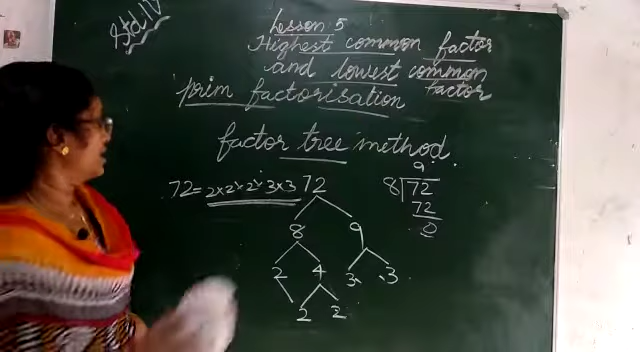 Std IV
Lesson 5
Highest common factor
and lowest common
factor
prim factorisation
factor tree method.
9
72= 2×2×2×3×3 72 8)72
72
0
8 9
2 4 3 3
2 2